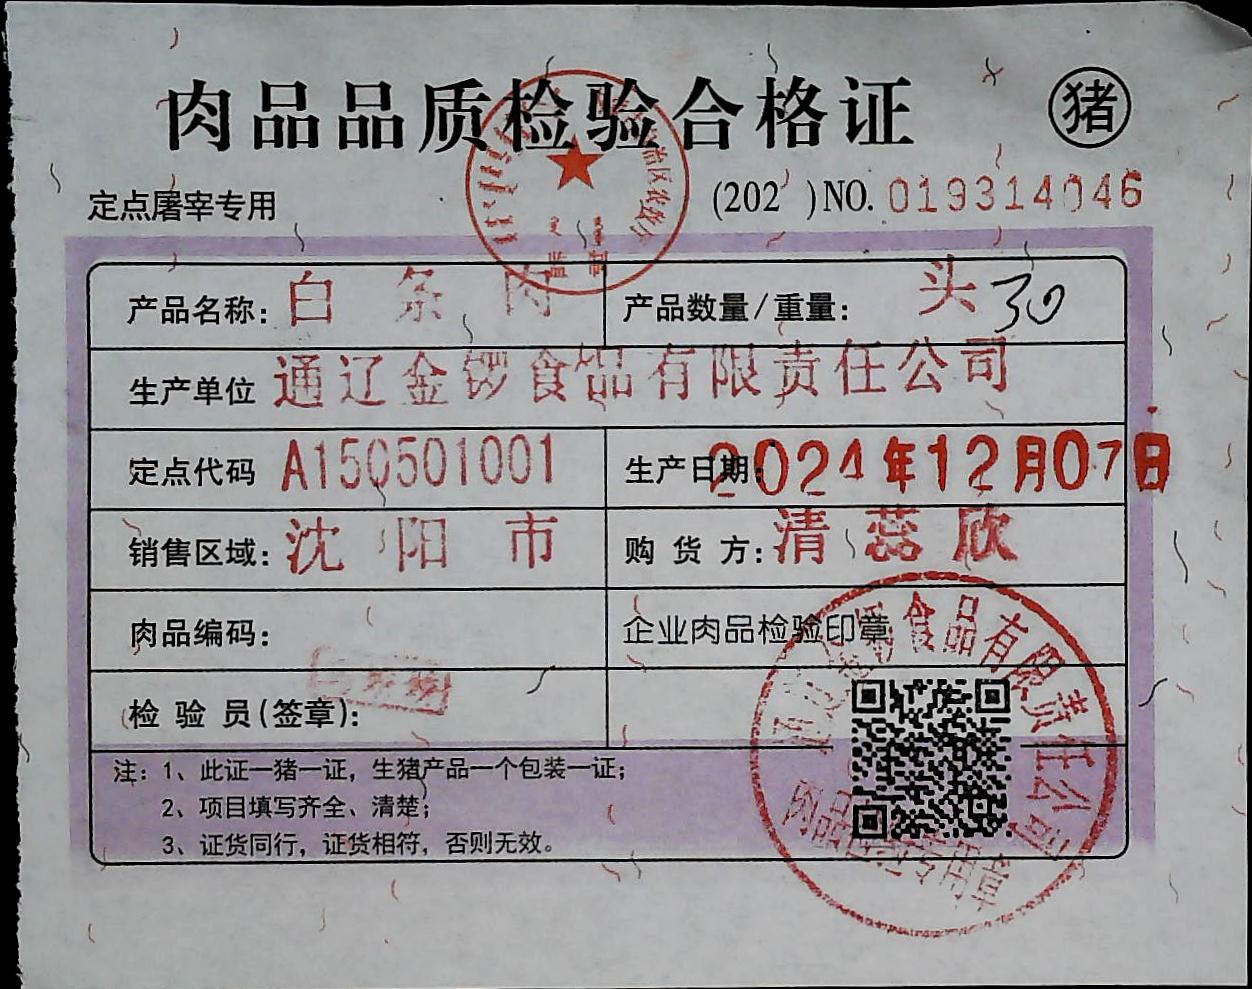 肉品品质检验合格证 猪
定点屠宰专用 (202 )NO. 019314046
产品名称: 白条肉 产品数量/重量: 头 30
生产单位 通辽金锣食品有限责任公司
定点代码 A150501001 生产日期: 2024年12月07日
销售区域: 沈阳市 购货方: 清蕊欣
肉品编码: 企业肉品检验印章
检验员(签章):
食品有限责任公司
注: 1、此证一猪一证，生猪产品一个包装一证；
2、项目填写齐全、清楚；
3、证货同行，证货相符，否则无效。